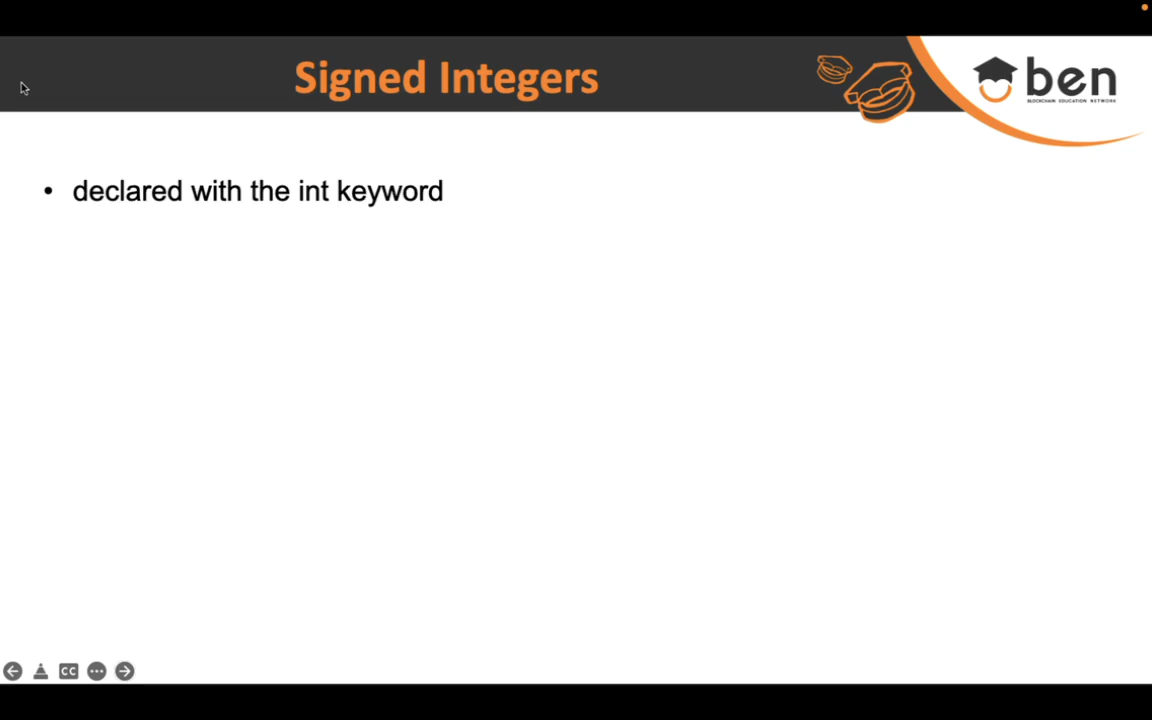 Signed Integers
ben
BLOCKCHAIN EDUCATION NETWORK
• declared with the int keyword
CC